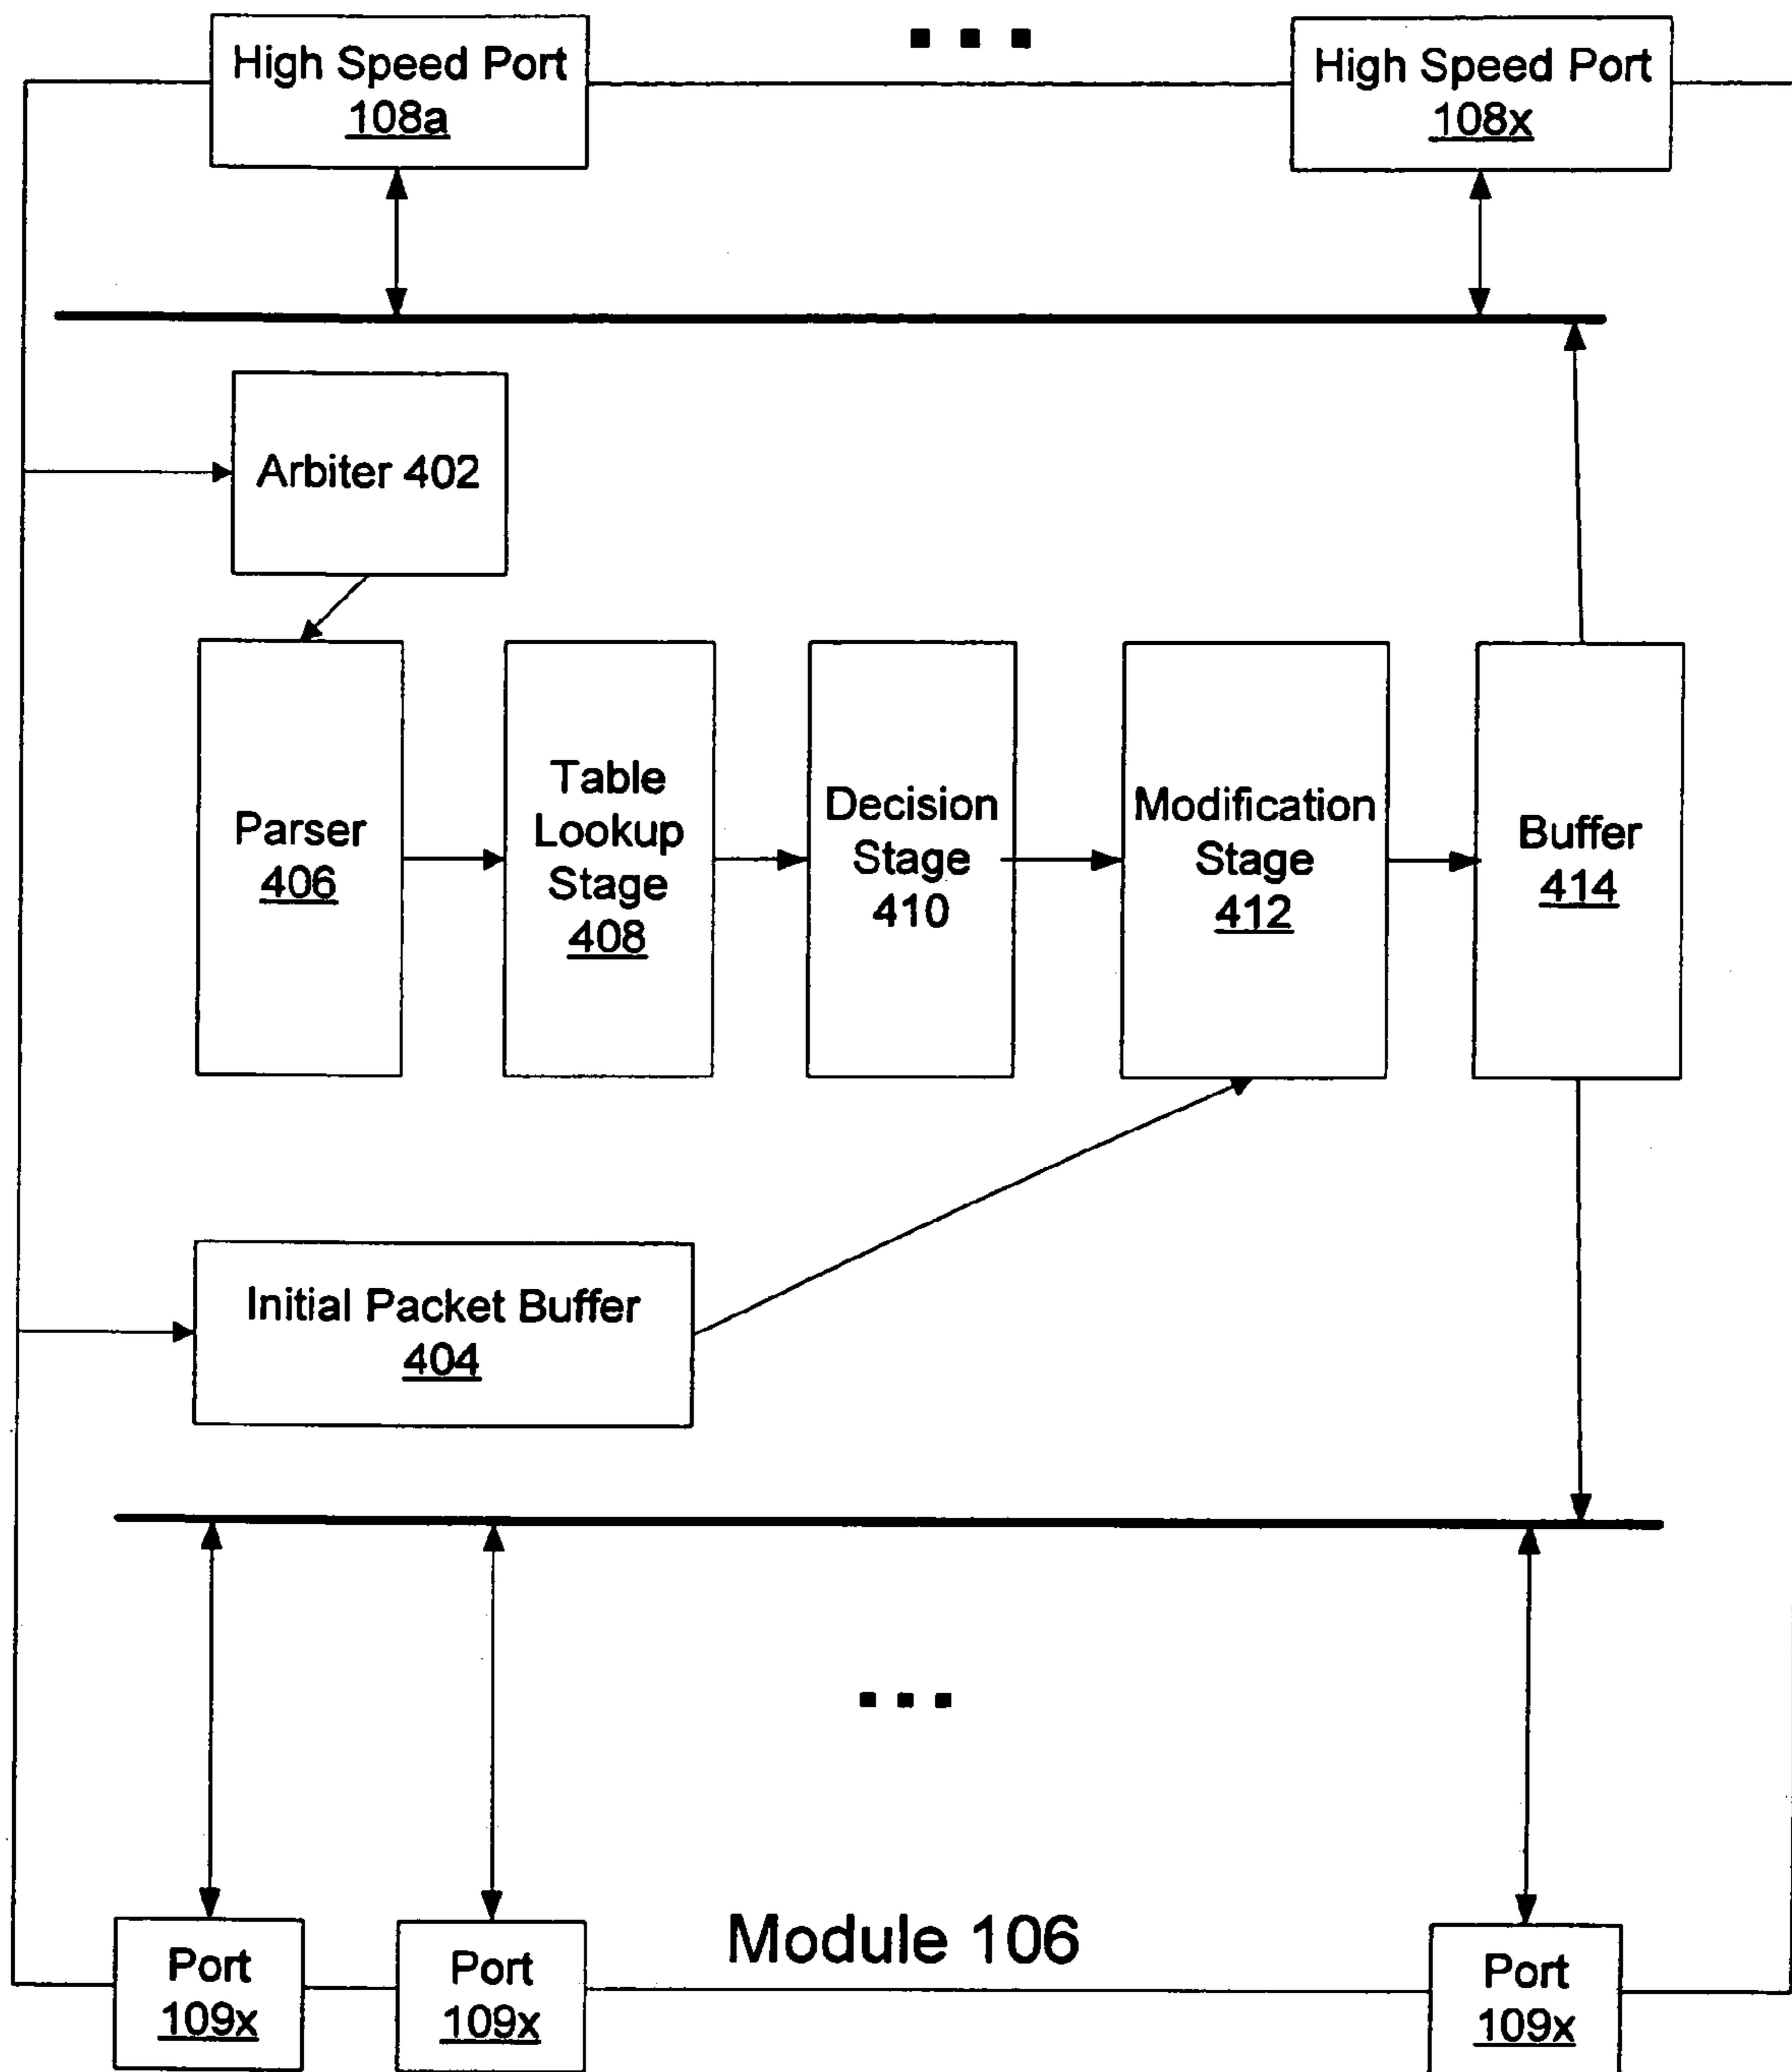 High Speed Port
108a
High Speed Port
108x
Arbiter 402
Parser
406
Table
Lookup
Stage
408
Decision
Stage
410
Modification
Stage
412
Buffer
414
Initial Packet Buffer
404
Module 106
Port
109x
Port
109x
Port
109x